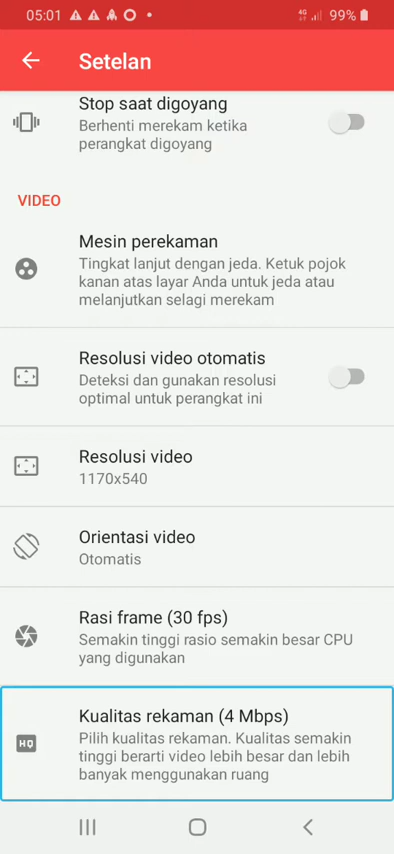 05:01 4G 99%
Setelan
Stop saat digoyang
Berhenti merekam ketika
perangkat digoyang
VIDEO
Mesin perekaman
Tingkat lanjut dengan jeda. Ketuk pojok
kanan atas layar Anda untuk jeda atau
melanjutkan selagi merekam
Resolusi video otomatis
Deteksi dan gunakan resolusi
optimal untuk perangkat ini
Resolusi video
1170x540
Orientasi video
Otomatis
Rasi frame (30 fps)
Semakin tinggi rasio semakin besar CPU
yang digunakan
HQ
Kualitas rekaman (4 Mbps)
Pilih kualitas rekaman. Kualitas semakin
tinggi berarti video lebih besar dan lebih
banyak menggunakan ruang